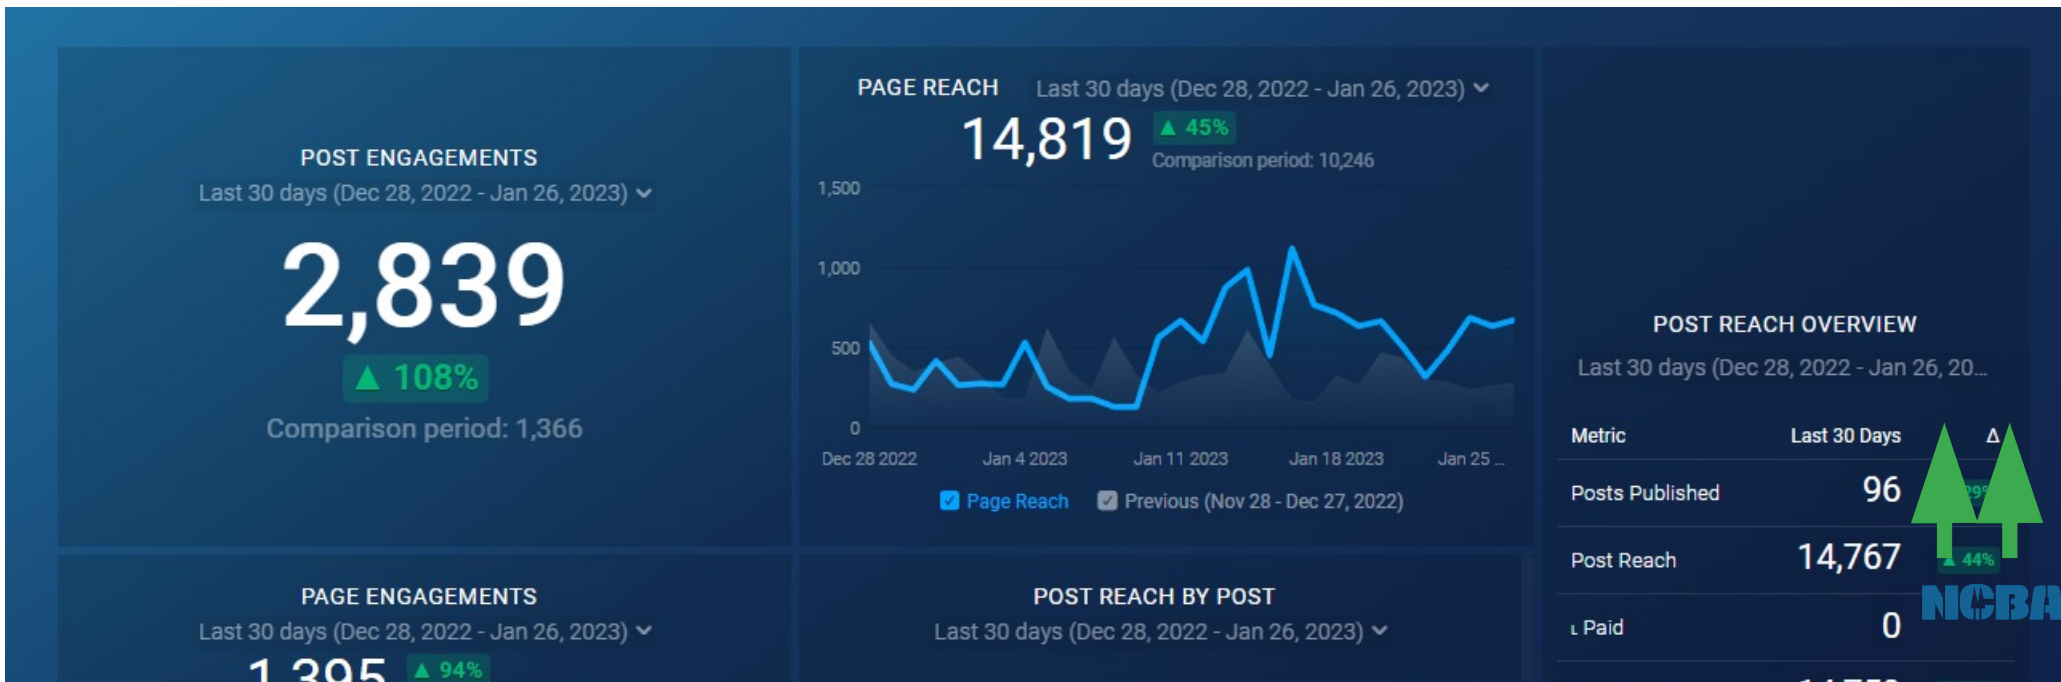 POST ENGAGEMENTS
Last 30 days (Dec 28, 2022 - Jan 26, 2023)
2,839
▲ 108%
Comparison period: 1,366
PAGE REACH Last 30 days (Dec 28, 2022 - Jan 26, 2023)
14,819 ▲ 45%
Comparison period: 10,246
1,500
1,000
500
0
Dec 28 2022 Jan 4 2023 Jan 11 2023 Jan 18 2023 Jan 25 ...
Page Reach Previous (Nov 28 - Dec 27, 2022)
POST REACH OVERVIEW
Last 30 days (Dec 28, 2022 - Jan 26, 20...
Metric Last 30 Days Δ
Posts Published 96 29%
Post Reach 14,767 ▲ 44%
L Paid 0
NCBA
PAGE ENGAGEMENTS
Last 30 days (Dec 28, 2022 - Jan 26, 2023)
1,395 ▲ 94%
POST REACH BY POST
Last 30 days (Dec 28, 2022 - Jan 26, 2023)